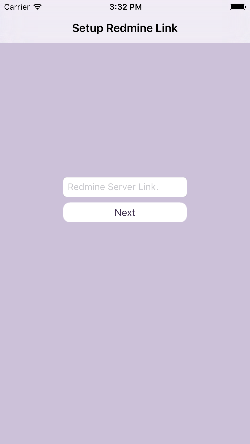 Carrier 3:32 PM
Setup Redmine Link
Redmine Server Link.
Next